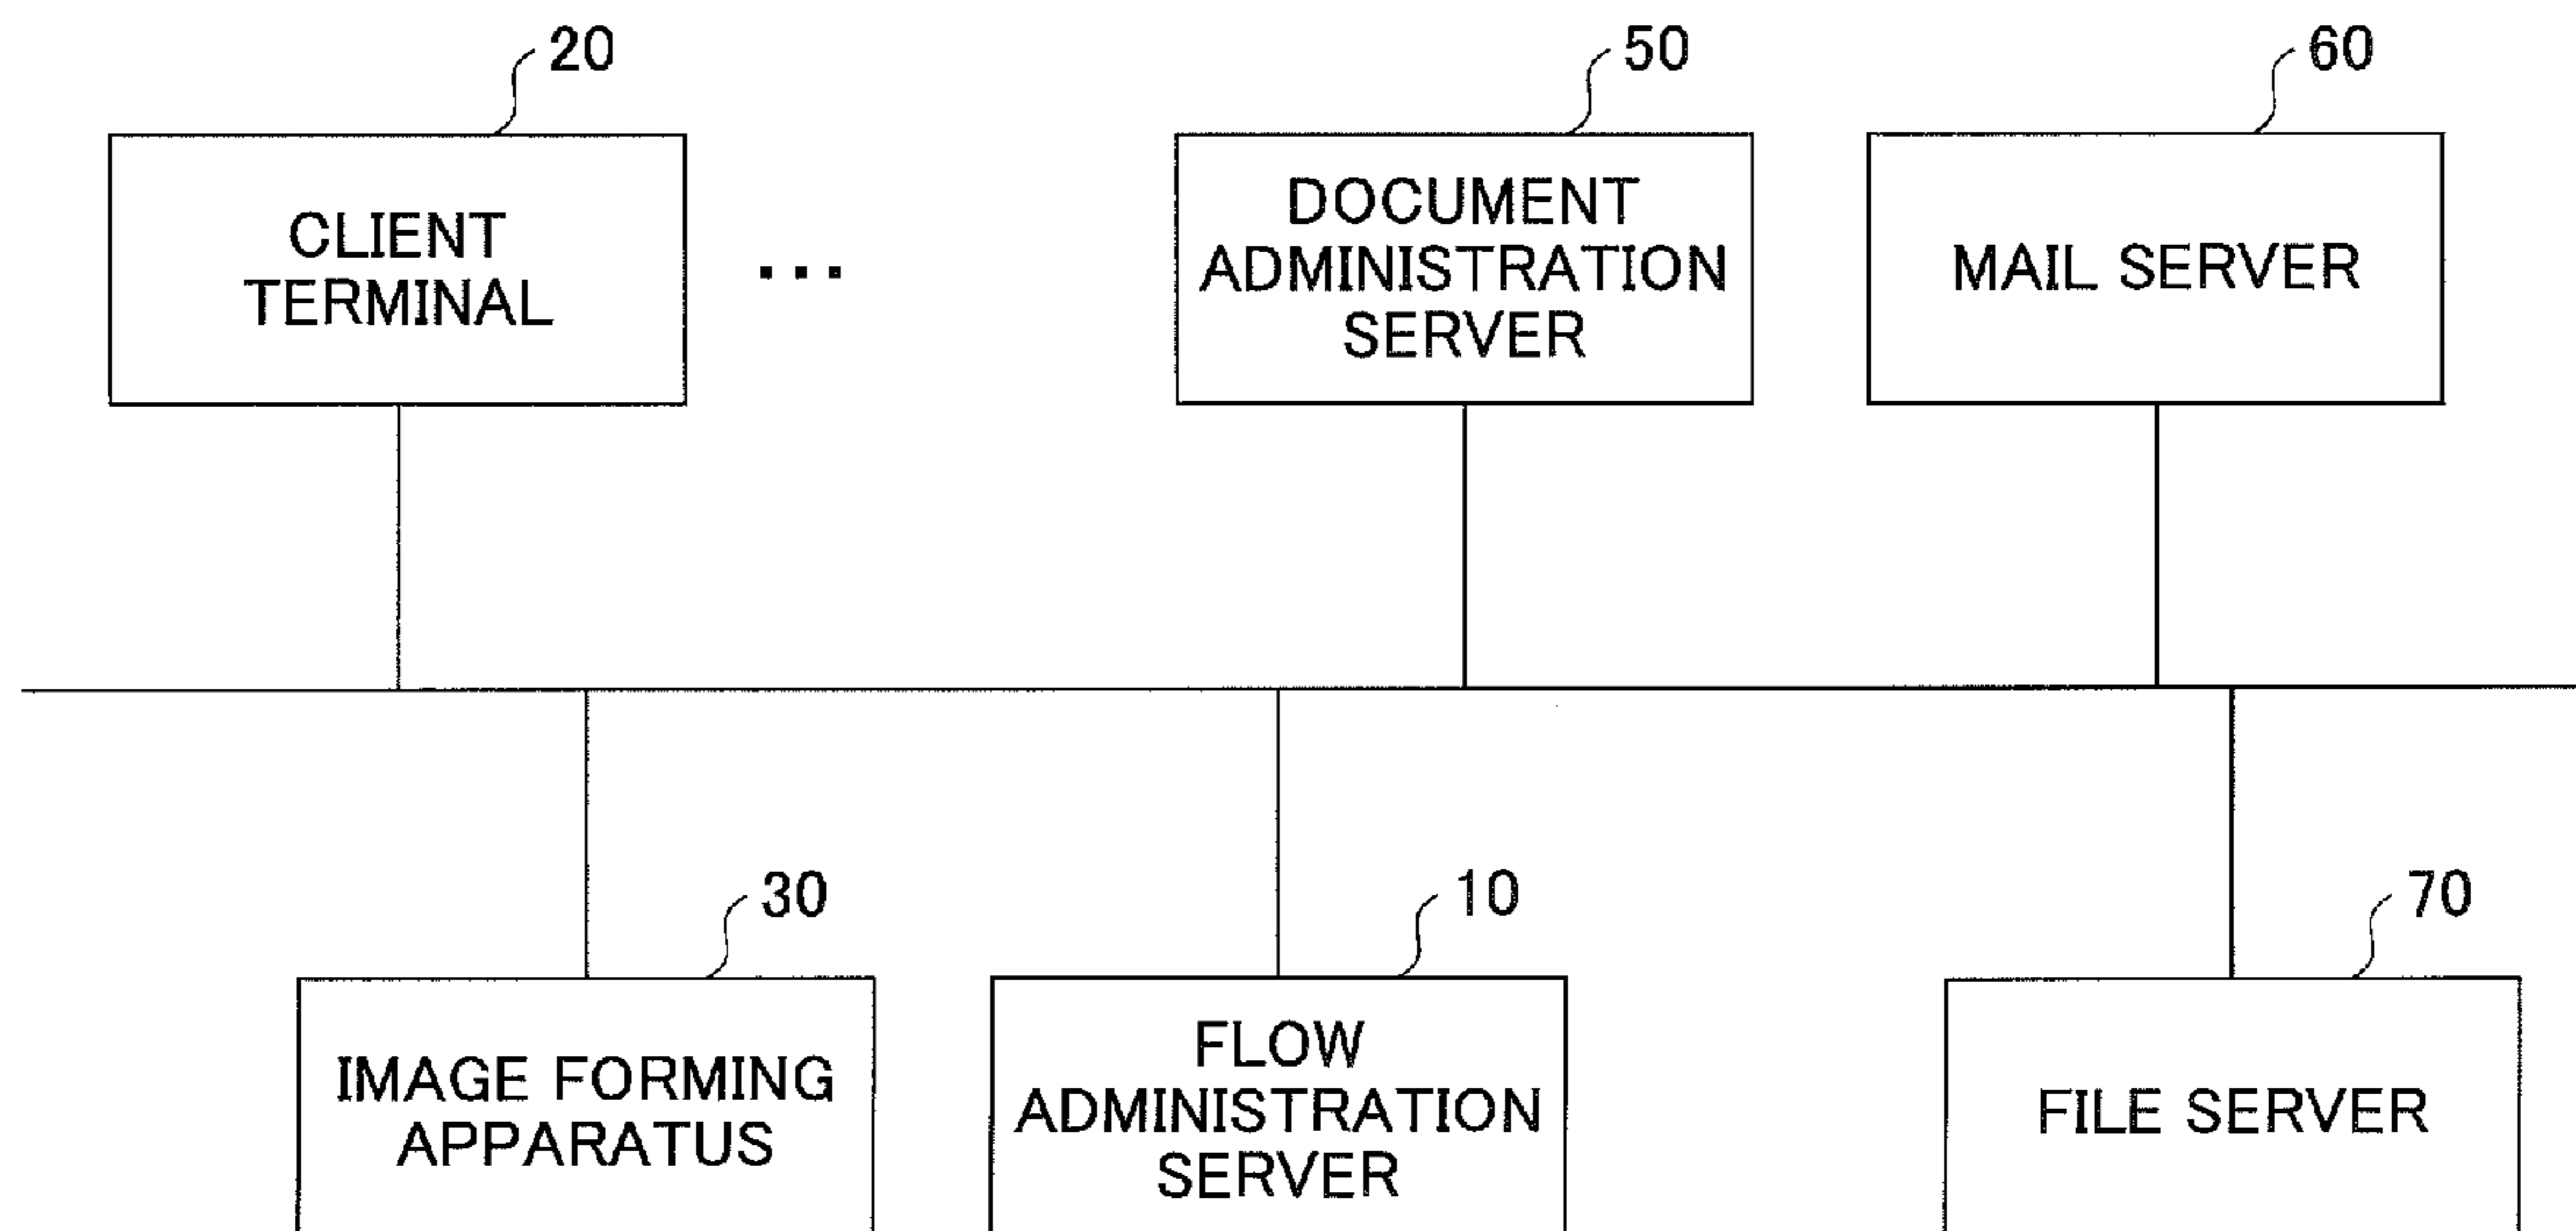 20
50
60
CLIENT
TERMINAL
...
DOCUMENT
ADMINISTRATION
SERVER
MAIL SERVER
30
10
70
IMAGE FORMING
APPARATUS
FLOW
ADMINISTRATION
SERVER
FILE SERVER